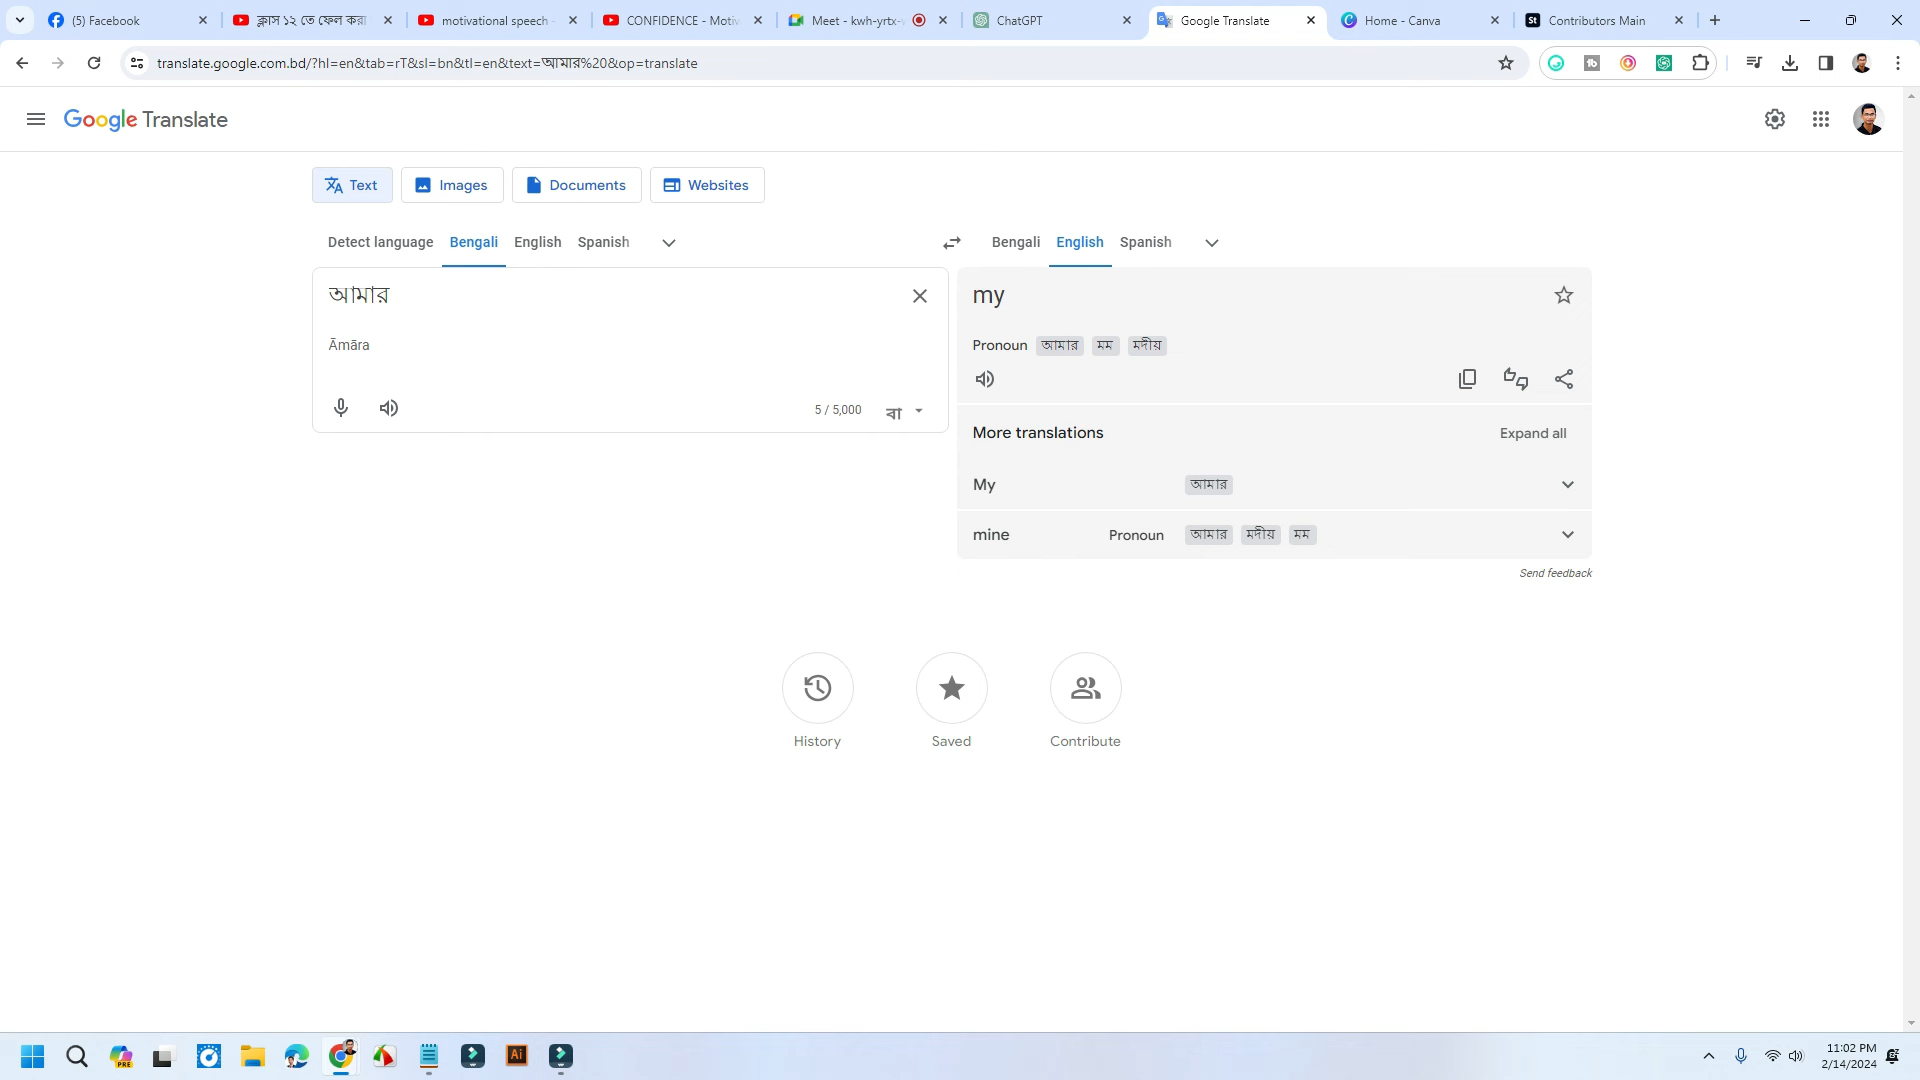 (5) Facebook
ক্লাস ১২ তে ফেল করা
motivational speech -
CONFIDENCE - Motiv
Meet - kwh-yrtx-
ChatGPT
Google Translate
Home - Canva
St Contributors Main
translate.google.com.bd/?hl=en&tab=rT&sl=bn&tl=en&text=আমার%20&op=translate
Google Translate
Text Images Documents Websites
Detect language Bengali English Spanish Bengali English Spanish
আমার
my
Āmāra
Pronoun আমার মম মদীয়
5 / 5,000
More translations Expand all
My আমার
mine Pronoun আমার মদীয় মম
Send feedback
History Saved Contribute
PRE
Ai
11:02 PM
2/14/2024